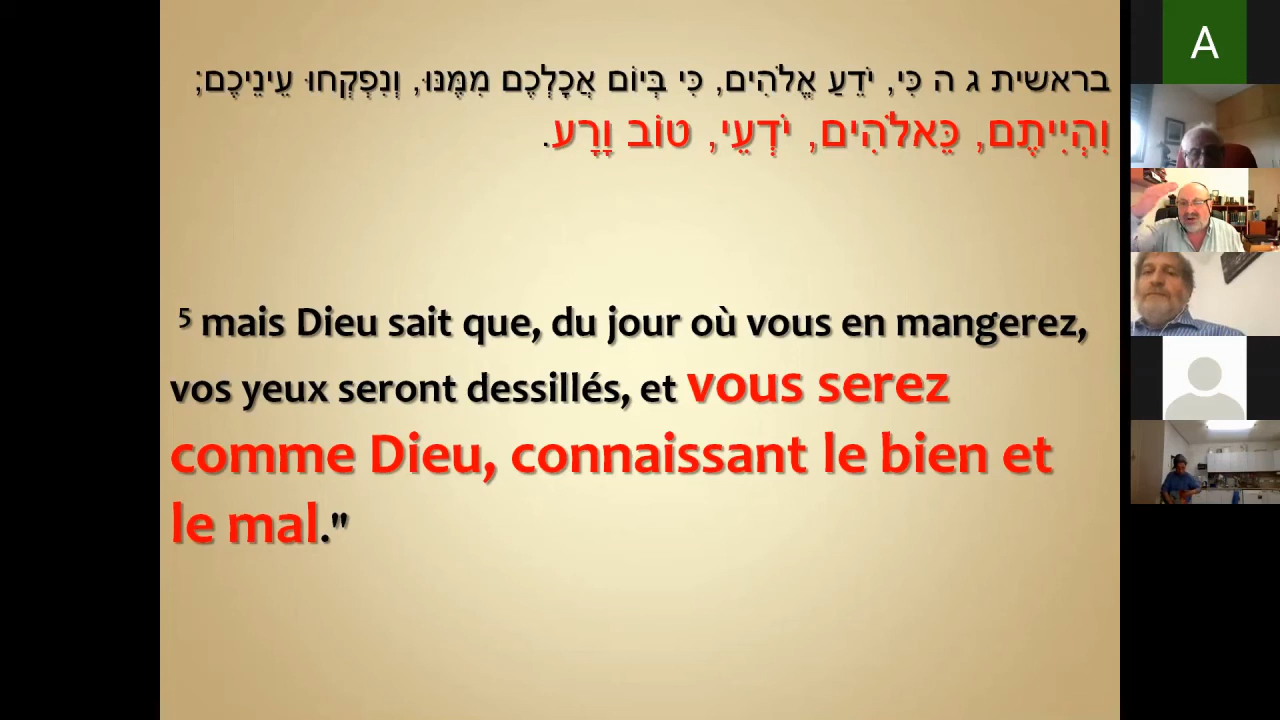 בראשית ג ה כִּי, יֹדֵעַ אֱלֹהִים, כִּי בְּיוֹם אֲכָלְכֶם מִמֶּנּוּ, וְנִפְקְחוּ עֵינֵיכֶם;
וִהְיִיתֶם, כֵּאלֹהִים, יֹדְעֵי, טוֹב וָרָע.
5 mais Dieu sait que, du jour où vous en mangerez,
vos yeux seront dessillés, et vous serez
comme Dieu, connaissant le bien et
le mal."
A